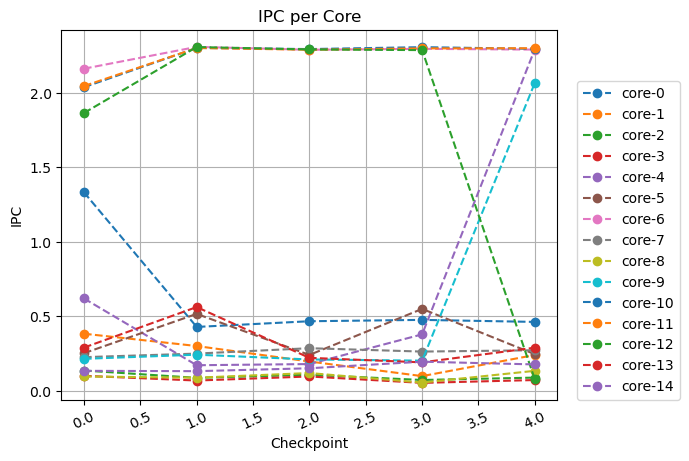 IPC per Core
IPC
2.0
1.5
1.0
0.5
0.0
0.0 0.5 1.0 1.5 2.0 2.5 3.0 3.5 4.0
Checkpoint
core-0
core-1
core-2
core-3
core-4
core-5
core-6
core-7
core-8
core-9
core-10
core-11
core-12
core-13
core-14